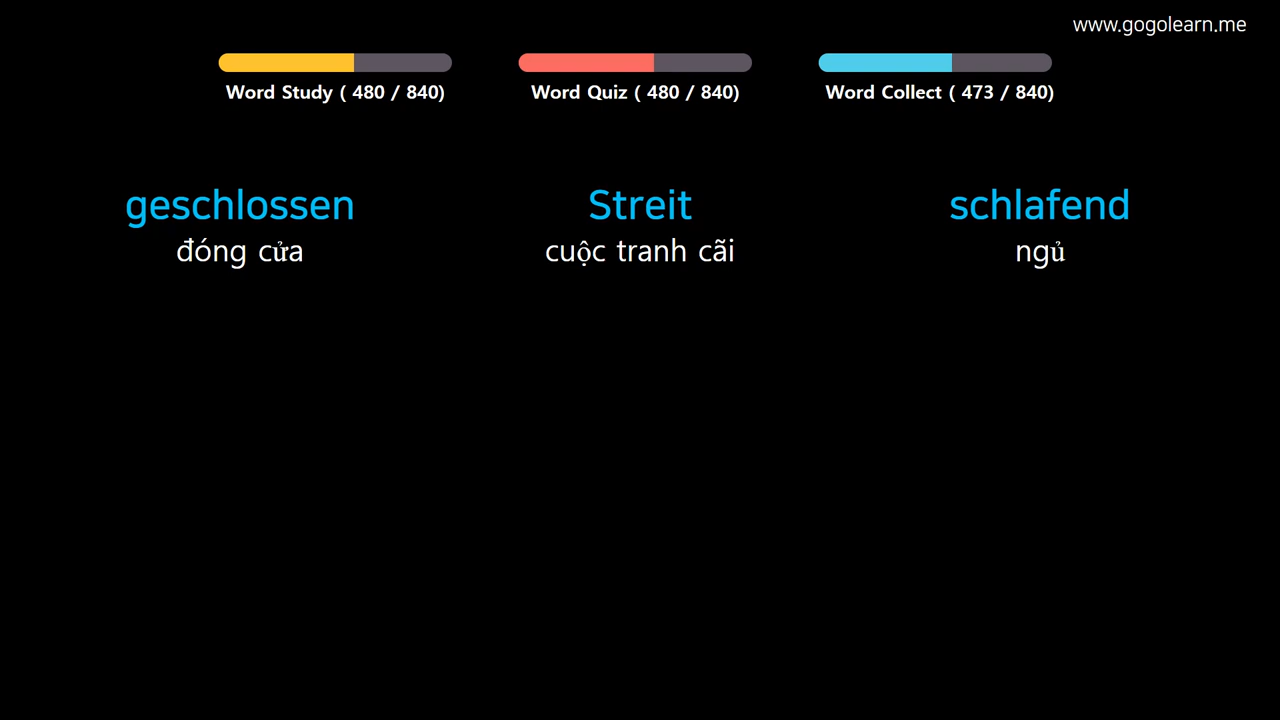 www.gogolearn.me
Word Study ( 480 / 840)
Word Quiz ( 480 / 840)
Word Collect ( 473 / 840)
geschlossen
đóng cửa
Streit
cuộc tranh cãi
schlafend
ngủ